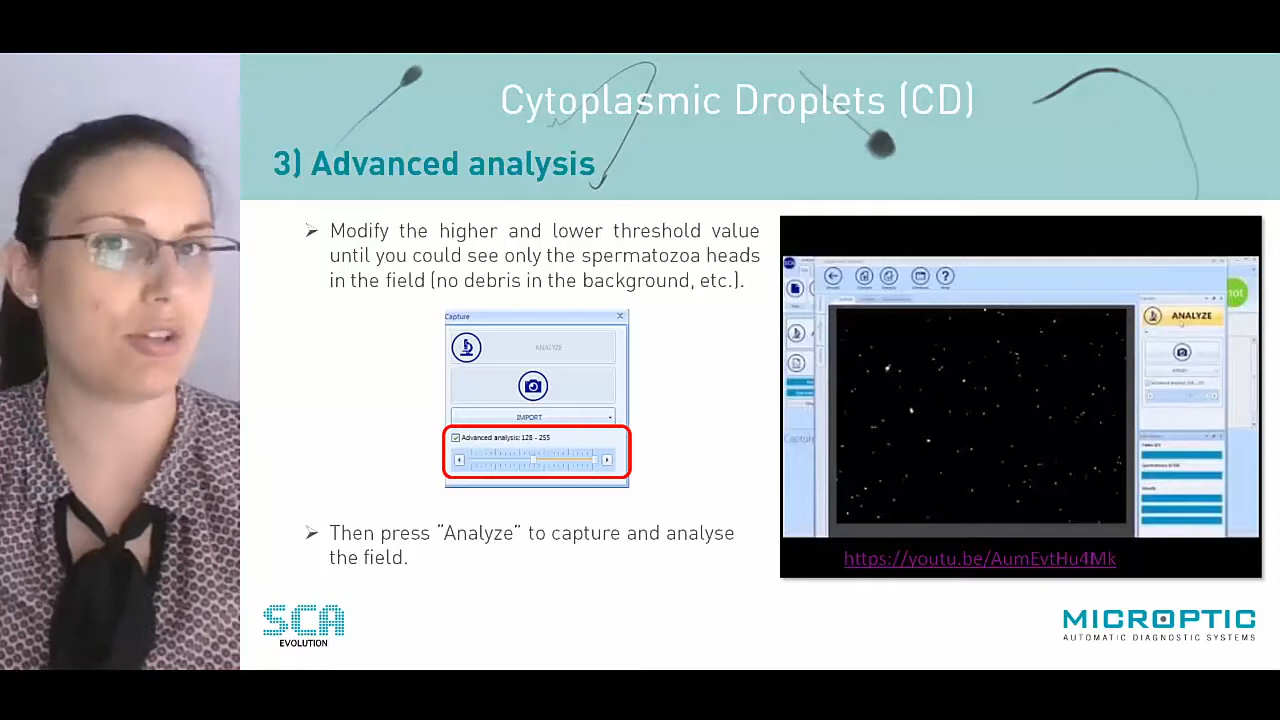 Cytoplasmic Droplets (CD)
3) Advanced analysis
➢ Modify the higher and lower threshold value
until you could see only the spermatozoa heads
in the field (no debris in the background, etc.).
Capture
ANALYZE
IMPORT
Advanced analysis: 128 - 255
➢ Then press “Analyze” to capture and analyse
the field.
ANALYZE
https://youtu.be/AumEvtHu4Mk
SCA
EVOLUTION
MICROPTIC
AUTOMATIC DIAGNOSTIC SYSTEMS